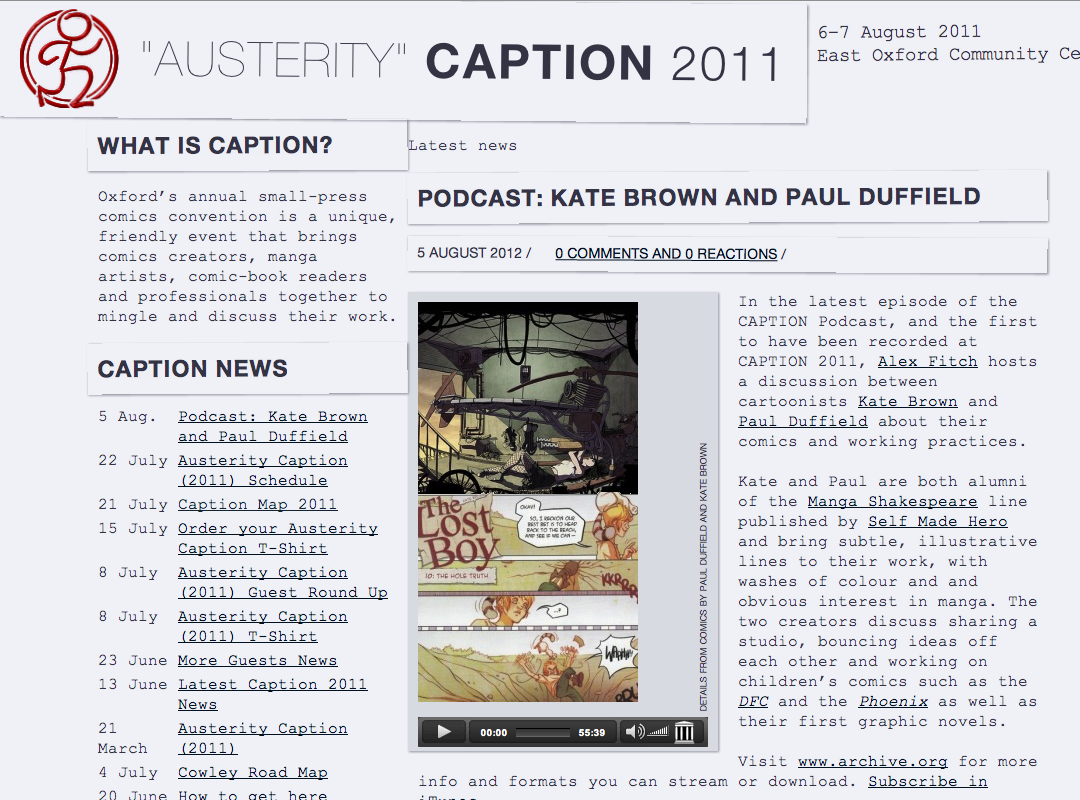 "AUSTERITY" CAPTION 2011
6–7 August 2011
East Oxford Community Ce
WHAT IS CAPTION?
Oxford’s annual small-press
comics convention is a unique,
friendly event that brings
comics creators, manga
artists, comic-book readers
and professionals together to
mingle and discuss their work.
CAPTION NEWS
5 Aug. Podcast: Kate Brown
and Paul Duffield
22 July Austerity Caption
(2011) Schedule
21 July Caption Map 2011
15 July Order your Austerity
Caption T-Shirt
8 July Austerity Caption
(2011) Guest Round Up
8 July Austerity Caption
(2011) T-Shirt
23 June More Guests News
13 June Latest Caption 2011
News
21 Austerity Caption
March (2011)
4 July Cowley Road Map
20 June How to get here
Latest news
PODCAST: KATE BROWN AND PAUL DUFFIELD
5 AUGUST 2012 / 0 COMMENTS AND 0 REACTIONS /
The
Lost
Boy
10: THE HOLE TRUTH
OKAY!
SO, I RECKON OUR
BEST BET IS TO HEAD
BACK TO THE BEACH,
AND SEE IF WE CAN—
KKRRR
...?
WAAHH!
DETAILS FROM COMICS BY PAUL DUFFIELD AND KATE BROWN
00:00 55:39
In the latest episode of the
CAPTION Podcast, and the first
to have been recorded at
CAPTION 2011, Alex Fitch hosts
a discussion between
cartoonists Kate Brown and
Paul Duffield about their
comics and working practices.
Kate and Paul are both alumni
of the Manga Shakespeare line
published by Self Made Hero
and bring subtle, illustrative
lines to their work, with
washes of colour and and
obvious interest in manga. The
two creators discuss sharing a
studio, bouncing ideas off
each other and working on
children’s comics such as the
DFC and the Phoenix as well as
their first graphic novels.
Visit www.archive.org for more
info and formats you can stream or download. Subscribe in
iTunes